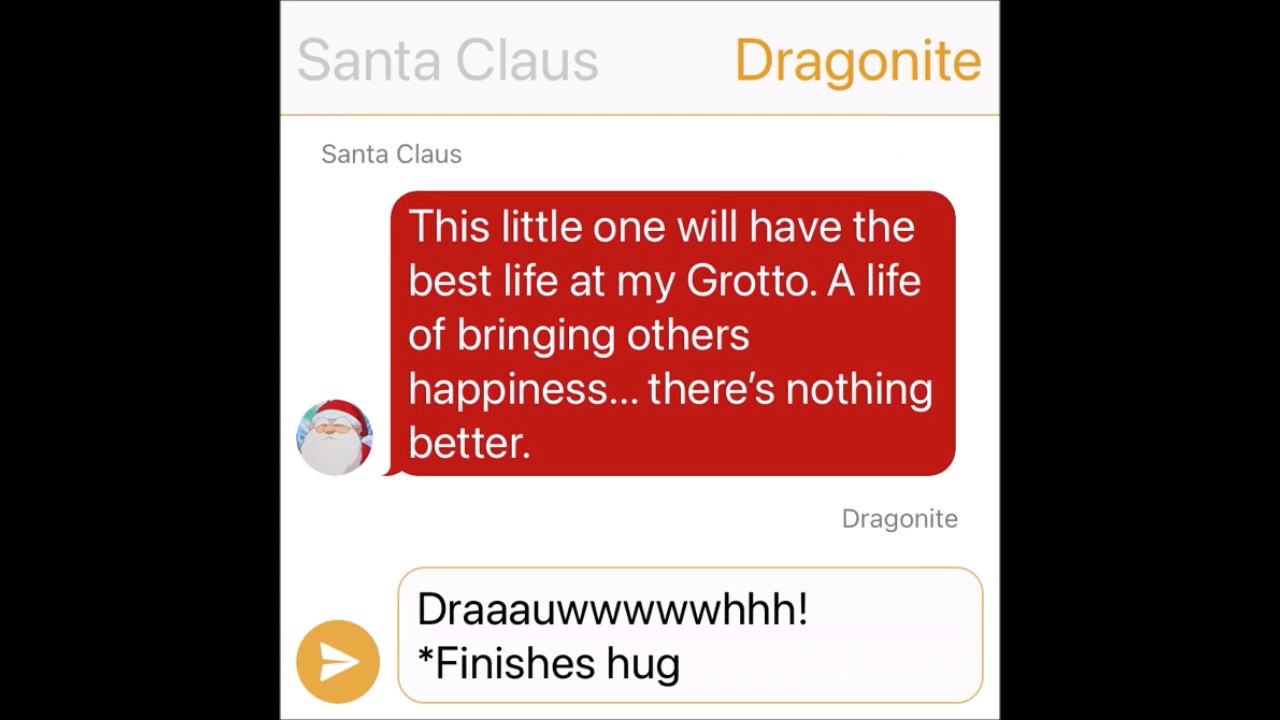 Santa Claus Dragonite
Santa Claus
This little one will have the
best life at my Grotto. A life
of bringing others
happiness... there’s nothing
better.
Dragonite
Draaauwwwwwhhh!
*Finishes hug